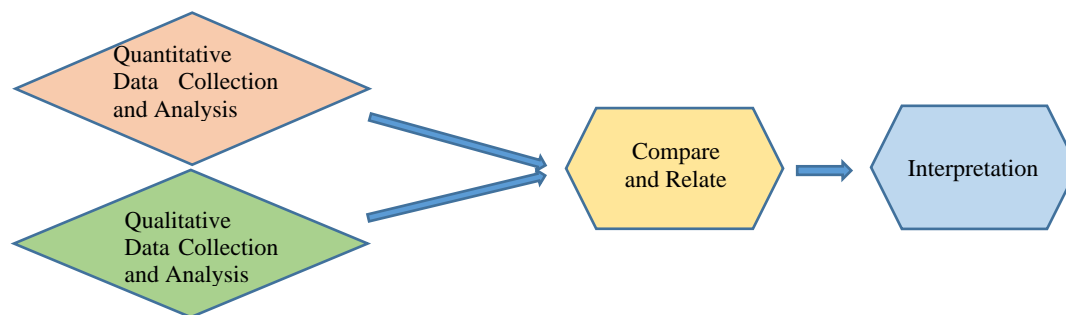 Quantitative
Data Collection
and Analysis
Qualitative
Data Collection
and Analysis
Compare
and Relate
Interpretation